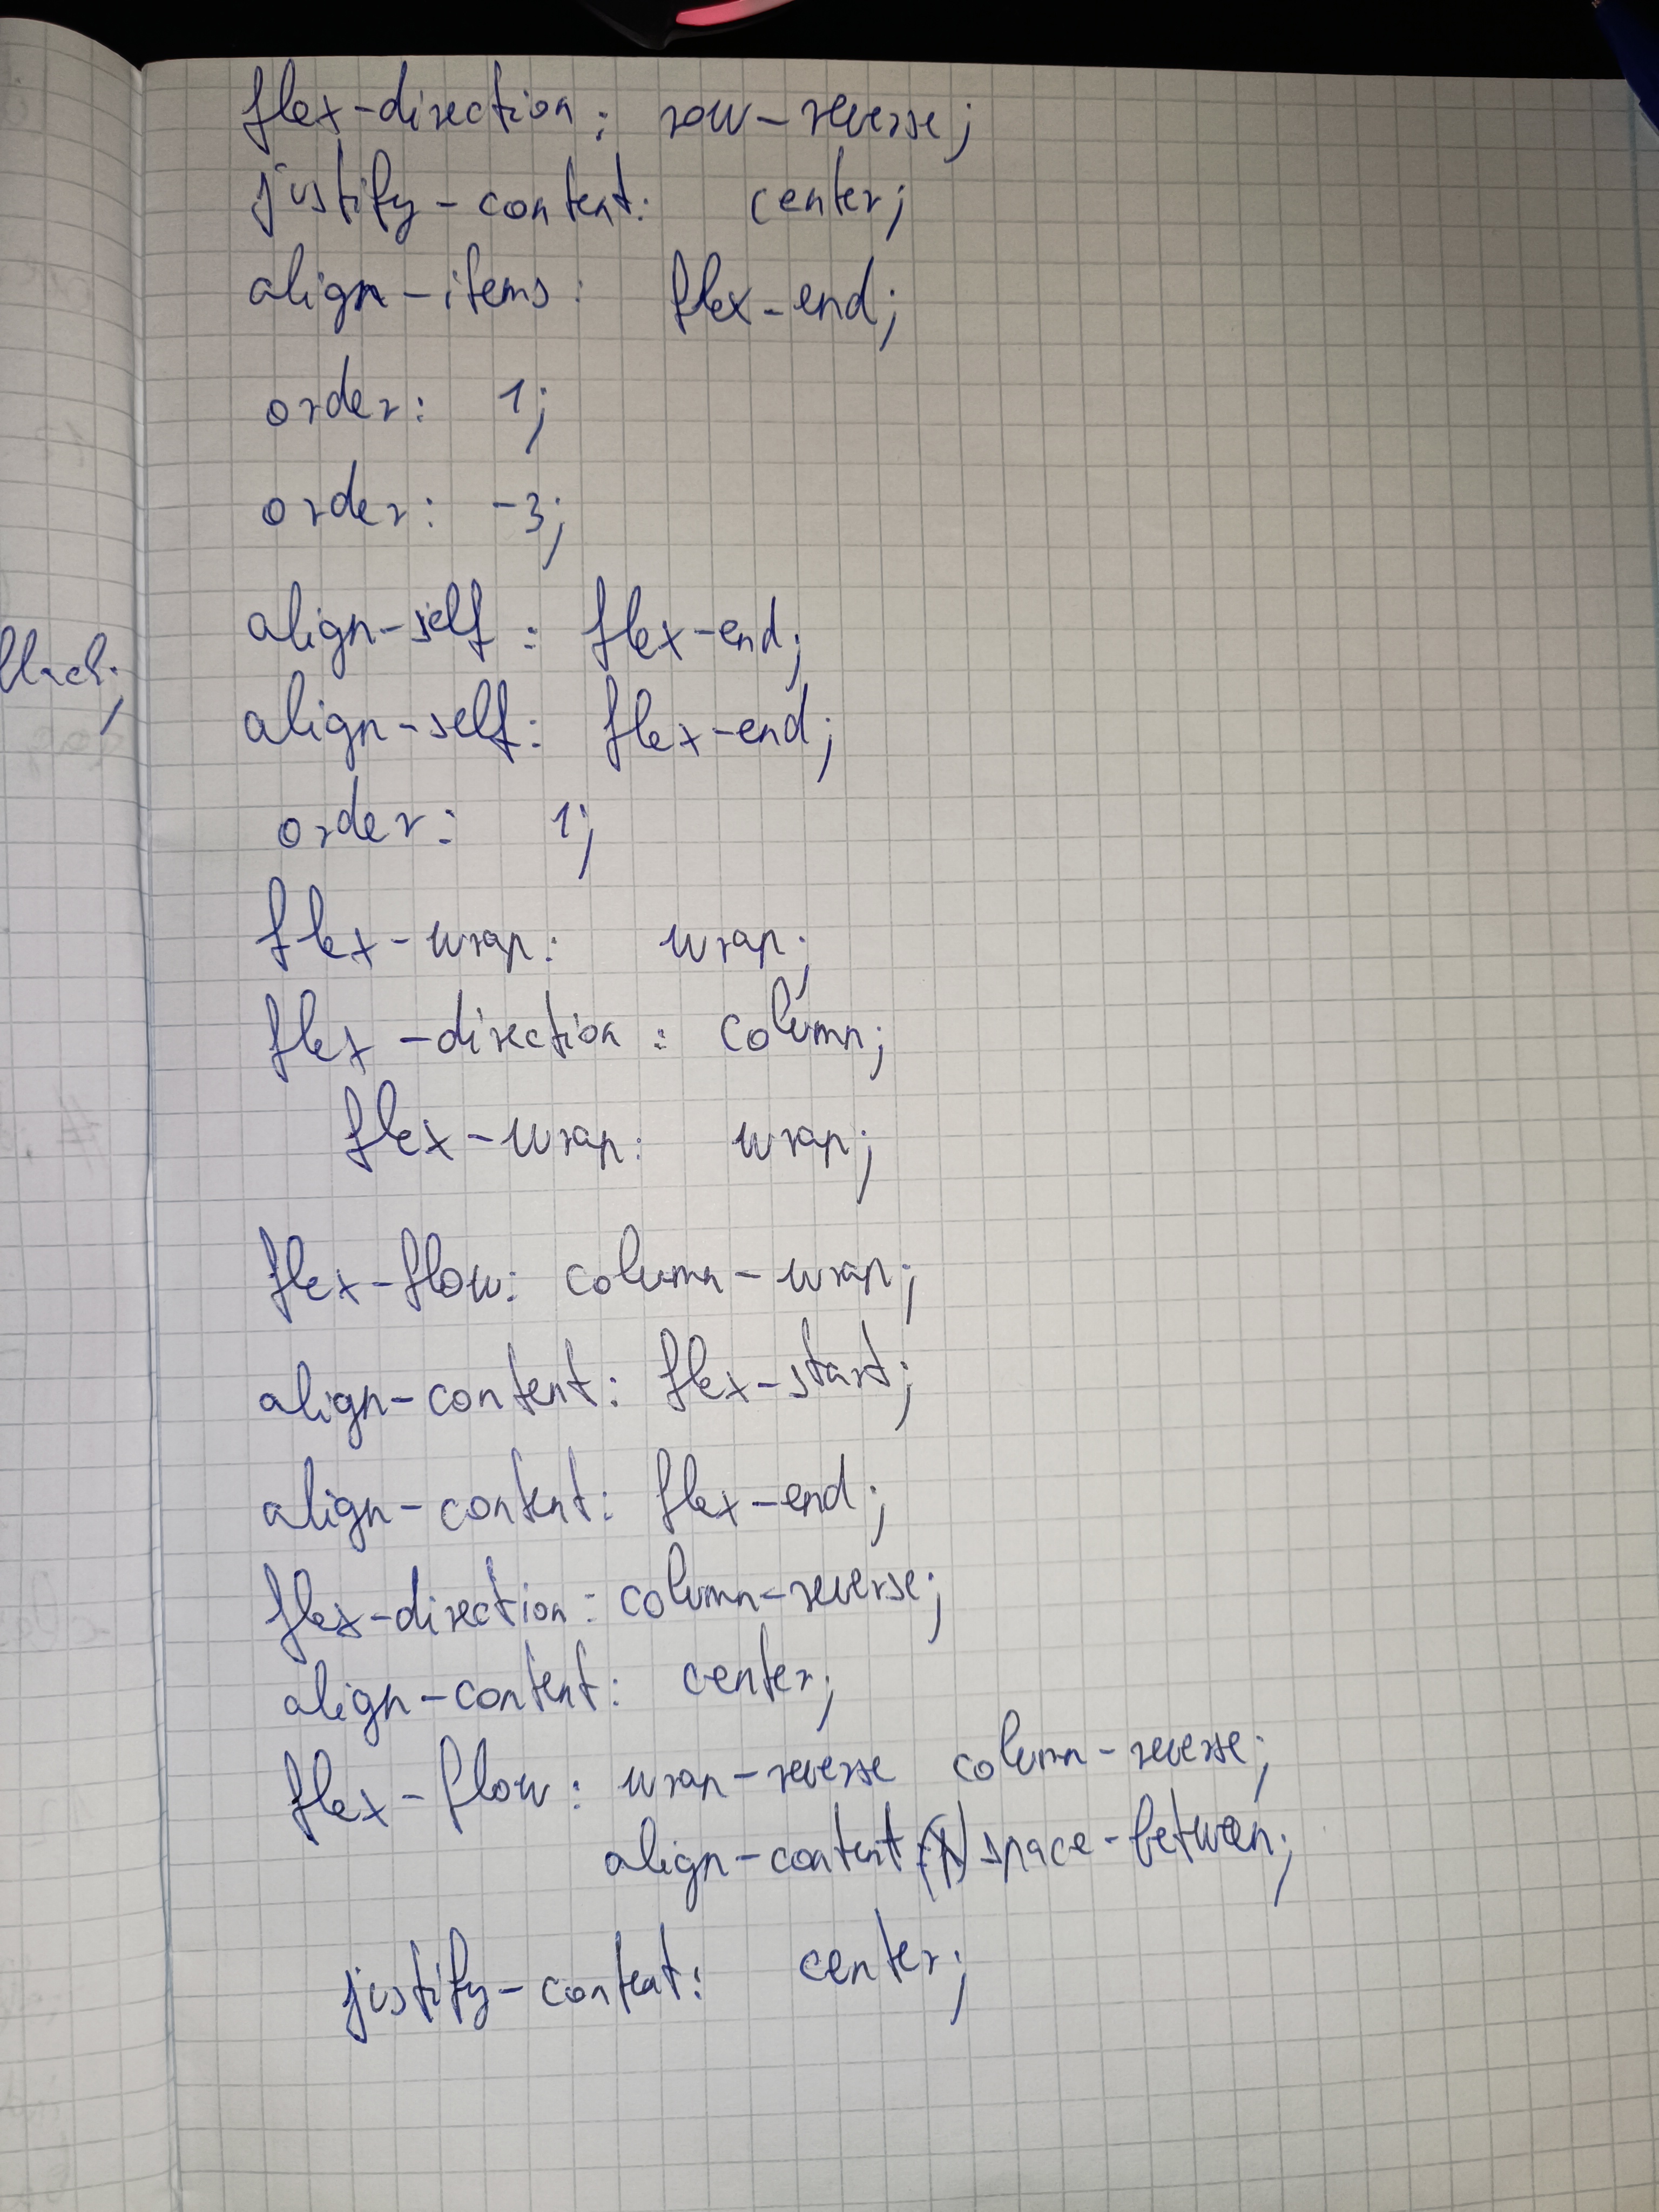 flex-direction: row-reverse;
justify-content: center;
align-items: flex-end;
order: 1;
order: -3;
align-self: flex-end;
align-self: flex-end;
order: 1;
flex-wrap: wrap;
flex-direction: column;
flex-wrap: wrap;
flex-flow: column-wrap;
align-content: flex-start;
align-content: flex-end;
flex-direction: column-reverse;
align-content: center;
flex-flow: wrap-reverse column-reverse;
align-content: space-between;
justify-content: center;